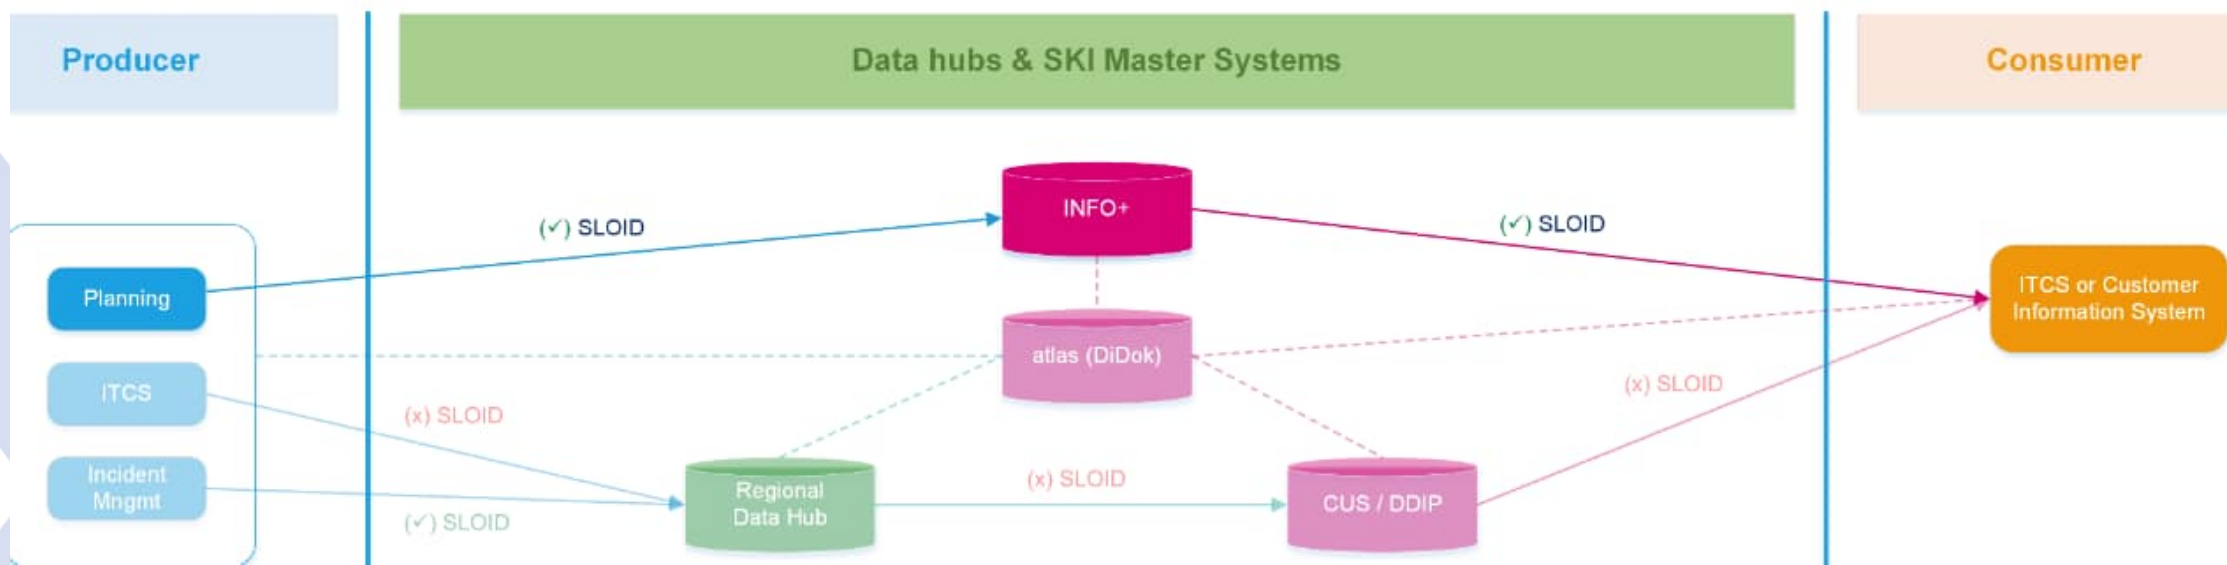 Producer
Data hubs & SKI Master Systems
Consumer
INFO+
(✓) SLOID
(✓) SLOID
Planning
ITCS or Customer
Information System
atlas (DiDok)
ITCS
(x) SLOID
(x) SLOID
Incident
Mngmt
(x) SLOID
Regional
Data Hub
CUS / DDIP
(✓) SLOID